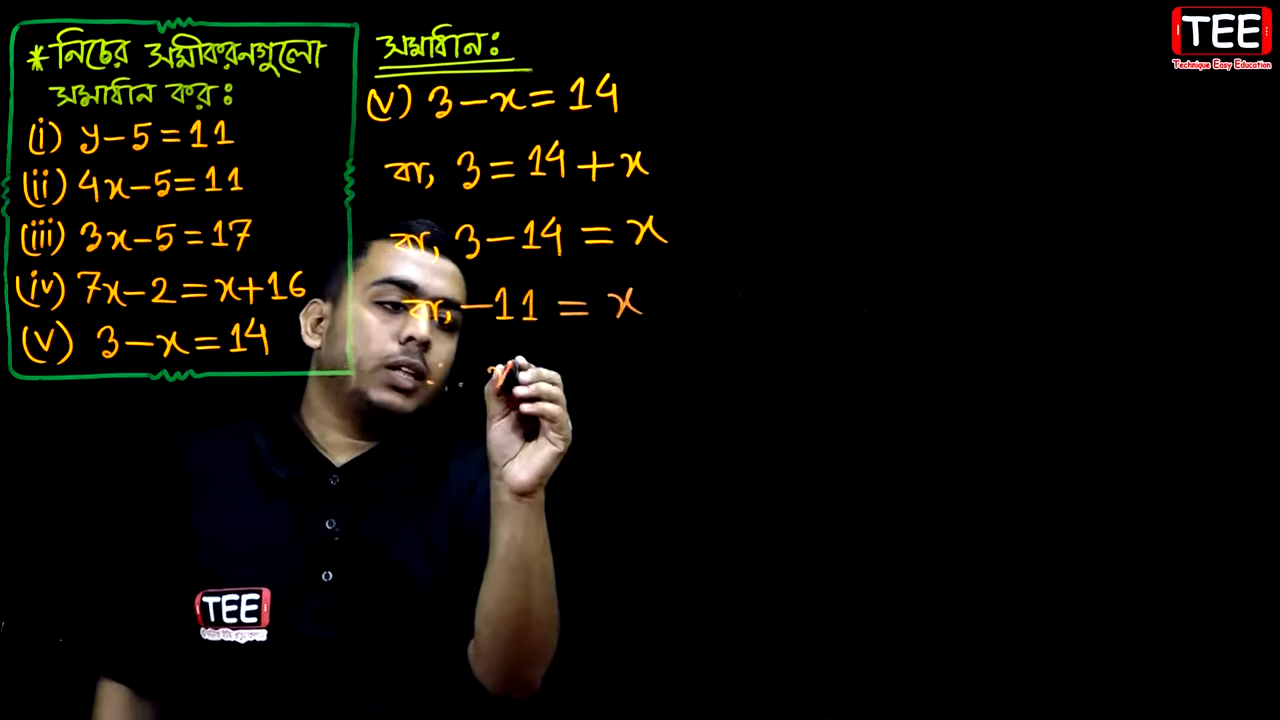 * নিচের সমীকরনগুলো
সমাধান কর:
(i) y-5=11
(ii) 4x-5=11
(iii) 3x-5=17
(iv) 7x-2=x+16
(v) 3-x=14
সমাধান:
(v) 3-x=14
বা, 3=14+x
বা, 3-14=x
বা, -11=x
TEE
Technique Easy Education
TEE